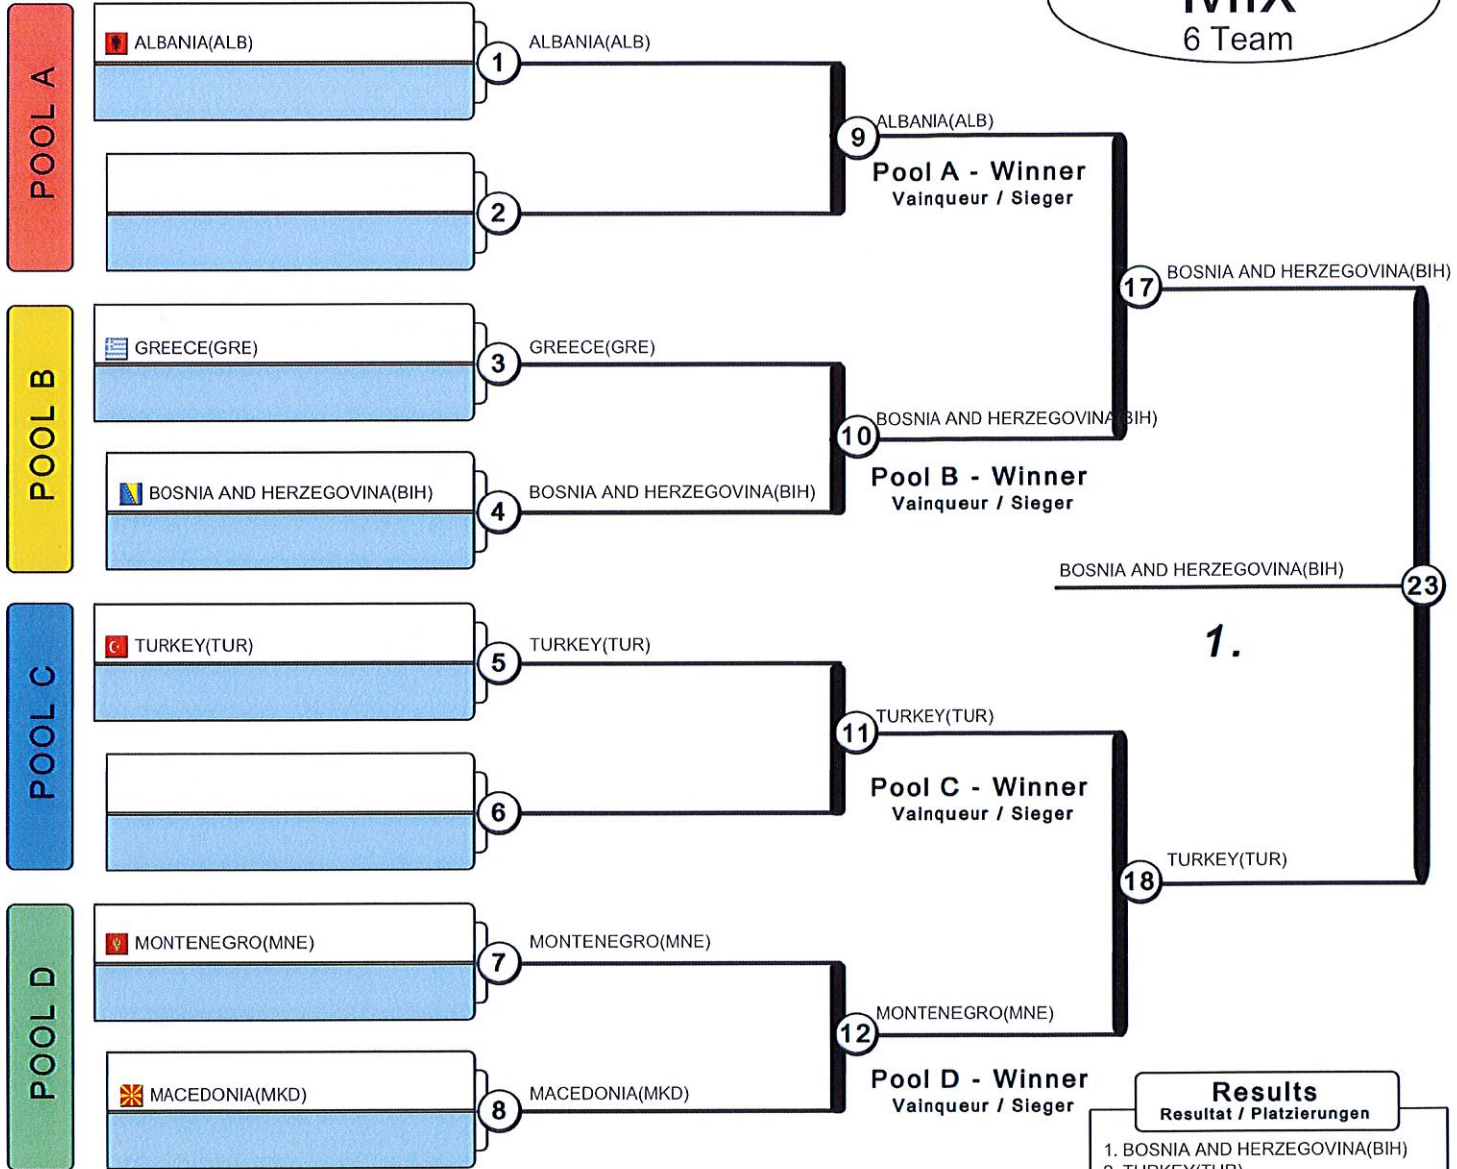 MIX
6 Team
POOL A
ALBANIA(ALB)
1
ALBANIA(ALB)
2
9
ALBANIA(ALB)
Pool A - Winner
Vainqueur / Sieger
POOL B
GREECE(GRE)
3
GREECE(GRE)
BOSNIA AND HERZEGOVINA(BIH)
4
BOSNIA AND HERZEGOVINA(BIH)
10
BOSNIA AND HERZEGOVINA(BIH)
Pool B - Winner
Vainqueur / Sieger
17
BOSNIA AND HERZEGOVINA(BIH)
BOSNIA AND HERZEGOVINA(BIH)
23
1.
POOL C
TURKEY(TUR)
5
TURKEY(TUR)
6
11
TURKEY(TUR)
Pool C - Winner
Vainqueur / Sieger
18
TURKEY(TUR)
POOL D
MONTENEGRO(MNE)
7
MONTENEGRO(MNE)
MACEDONIA(MKD)
8
MACEDONIA(MKD)
12
MONTENEGRO(MNE)
Pool D - Winner
Vainqueur / Sieger
Results
Resultat / Platzierungen
1. BOSNIA AND HERZEGOVINA(BIH)
2. TURKEY(TUR)